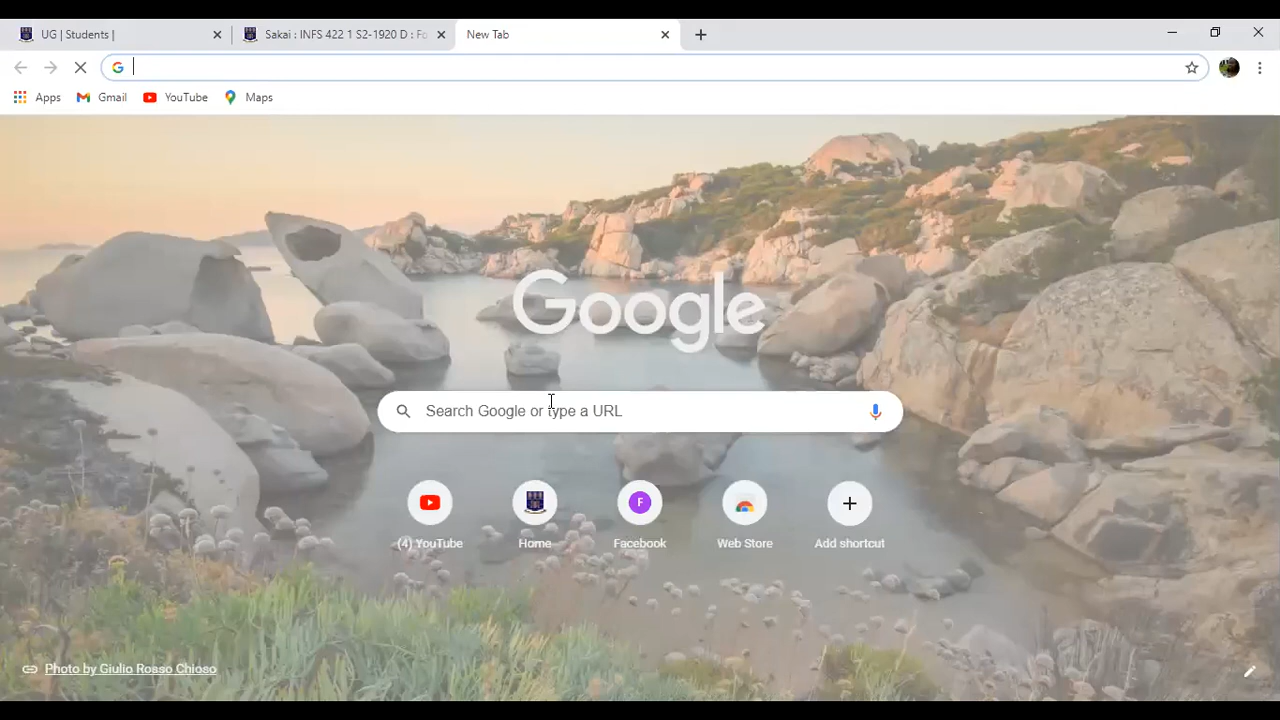 UG | Students |
Sakai : INFS 422 1 S2-1920 D : Fo
New Tab
Apps
Gmail
YouTube
Maps
Google
Search Google or type a URL
F
(4) YouTube
Home
Facebook
Web Store
Add shortcut
Photo by Giulio Rosso Chioso